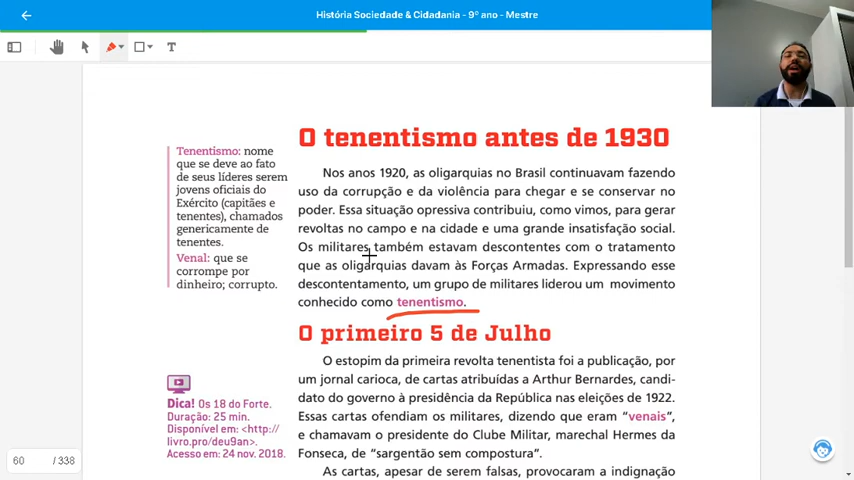 História Sociedade & Cidadania - 9º ano - Mestre
T
O tenentismo antes de 1930
Tenentismo: nome
que se deve ao fato
de seus líderes serem
jovens oficiais do
Exército (capitães e
tenentes), chamados
genericamente de
tenentes.
Venal: que se
corrompe por
dinheiro; corrupto.
Nos anos 1920, as oligarquias no Brasil continuavam fazendo
uso da corrupção e da violência para chegar e se conservar no
poder. Essa situação opressiva contribuiu, como vimos, para gerar
revoltas no campo e na cidade e uma grande insatisfação social.
Os militares também estavam descontentes com o tratamento
que as oligarquias davam às Forças Armadas. Expressando esse
descontentamento, um grupo de militares liderou um movimento
conhecido como tenentismo.
O primeiro 5 de Julho
O estopim da primeira revolta tenentista foi a publicação, por
um jornal carioca, de cartas atribuídas a Arthur Bernardes, candi-
dato do governo à presidência da República nas eleições de 1922.
Essas cartas ofendiam os militares, dizendo que eram “venais”,
e chamavam o presidente do Clube Militar, marechal Hermes da
Fonseca, de “sargentão sem compostura”.
As cartas, apesar de serem falsas, provocaram a indignação
Dica! Os 18 do Forte.
Duração: 25 min.
Disponível em: <http://
livro.pro/deu9an>.
Acesso em: 24 nov. 2018.
60 / 338